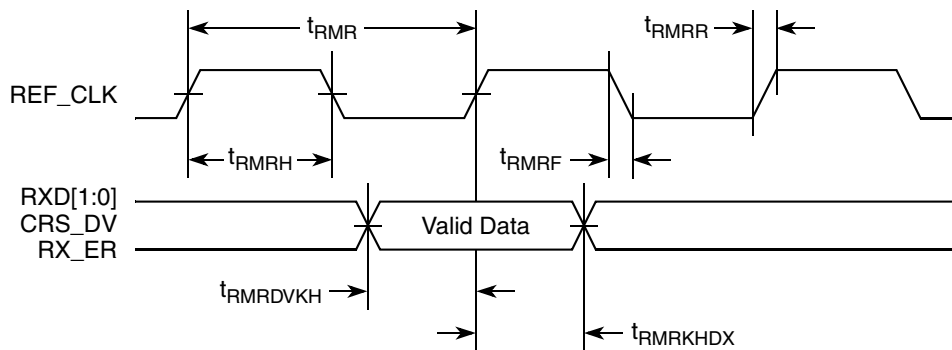 tRMR
tRMRR
REF_CLK
tRMRH
tRMRF
RXD[1:0]
CRS_DV
RX_ER
Valid Data
tRMRDVKH
tRMRKHDX